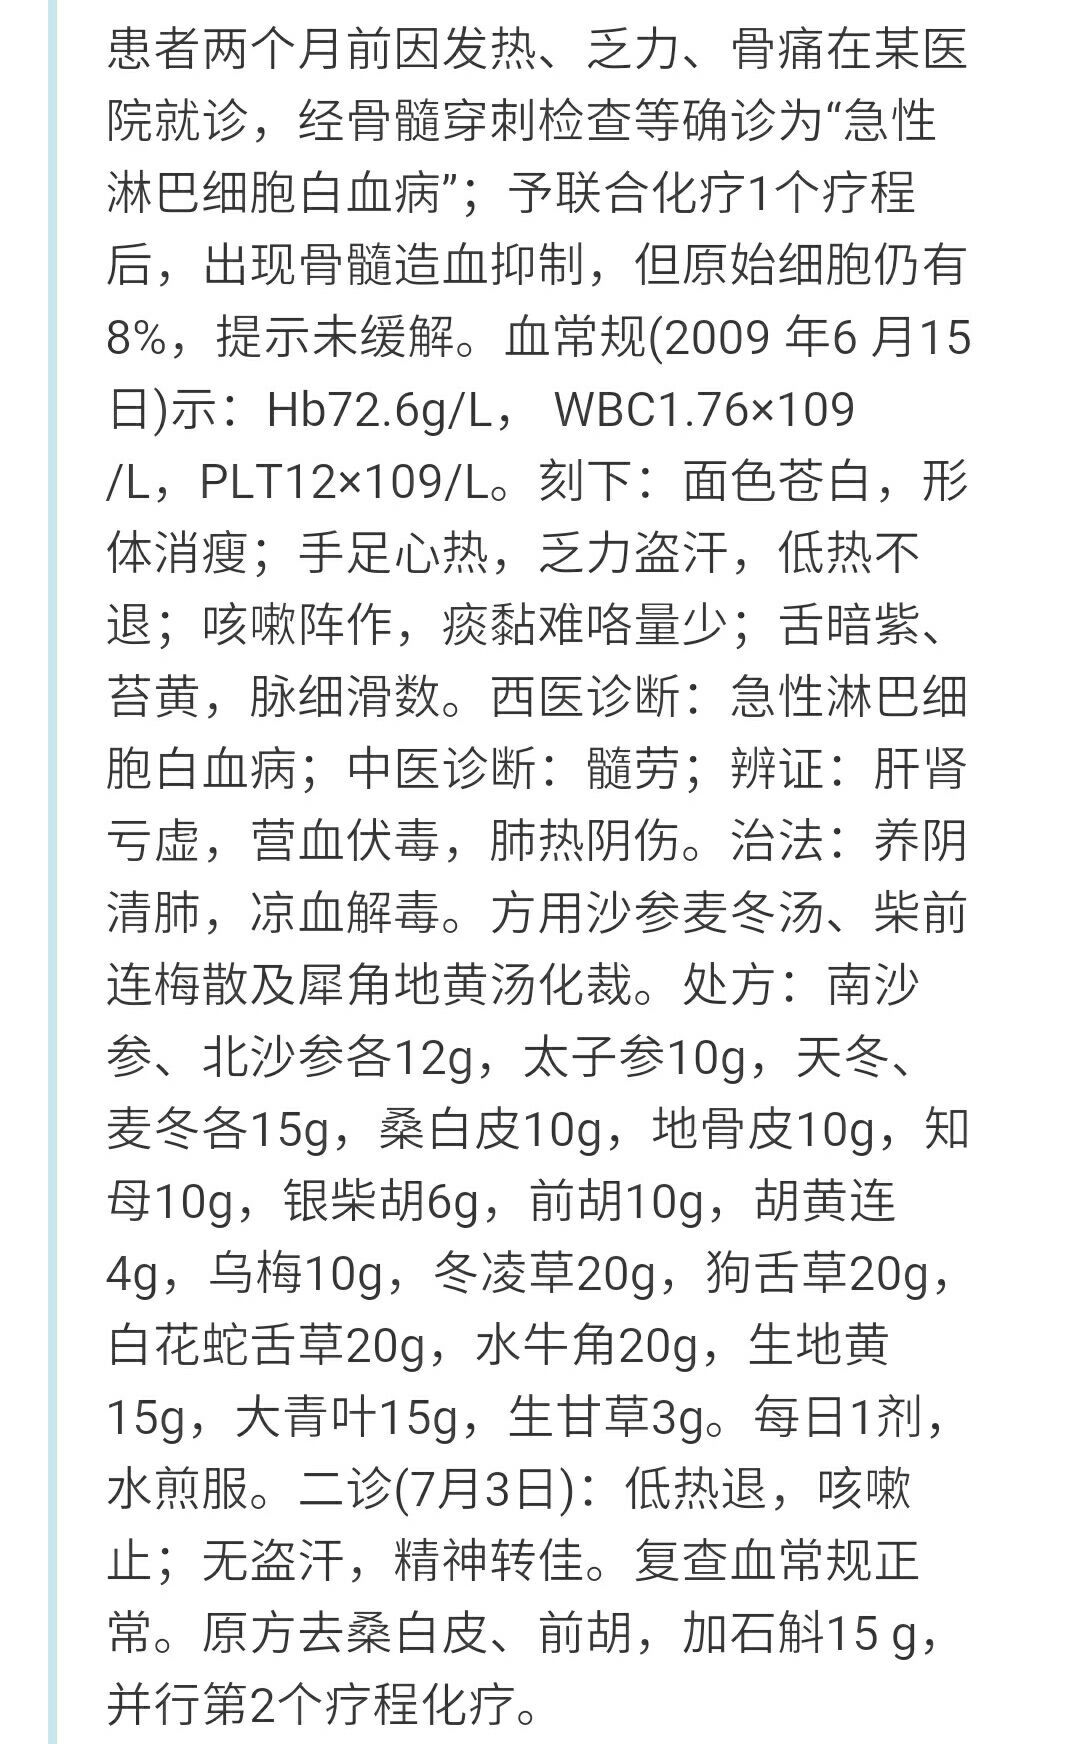 患者两个月前因发热、乏力、骨痛在某医
院就诊，经骨髓穿刺检查等确诊为“急性
淋巴细胞白血病”；予联合化疗1个疗程
后，出现骨髓造血抑制，但原始细胞仍有
8%，提示未缓解。血常规(2009 年6 月15
日)示：Hb72.6g/L， WBC1.76×109
/L，PLT12×109/L。刻下：面色苍白，形
体消瘦；手足心热，乏力盗汗，低热不
退；咳嗽阵作，痰黏难咯量少；舌暗紫、
苔黄，脉细滑数。西医诊断：急性淋巴细
胞白血病；中医诊断：髓劳；辨证：肝肾
亏虚，营血伏毒，肺热阴伤。治法：养阴
清肺，凉血解毒。方用沙参麦冬汤、柴前
连梅散及犀角地黄汤化裁。处方：南沙
参、北沙参各12g，太子参10g，天冬、
麦冬各15g，桑白皮10g，地骨皮10g，知
母10g，银柴胡6g，前胡10g，胡黄连
4g，乌梅10g，冬凌草20g，狗舌草20g，
白花蛇舌草20g，水牛角20g，生地黄
15g，大青叶15g，生甘草3g。每日1剂，
水煎服。二诊(7月3日)：低热退，咳嗽
止；无盗汗，精神转佳。复查血常规正
常。原方去桑白皮、前胡，加石斛15 g，
并行第2个疗程化疗。